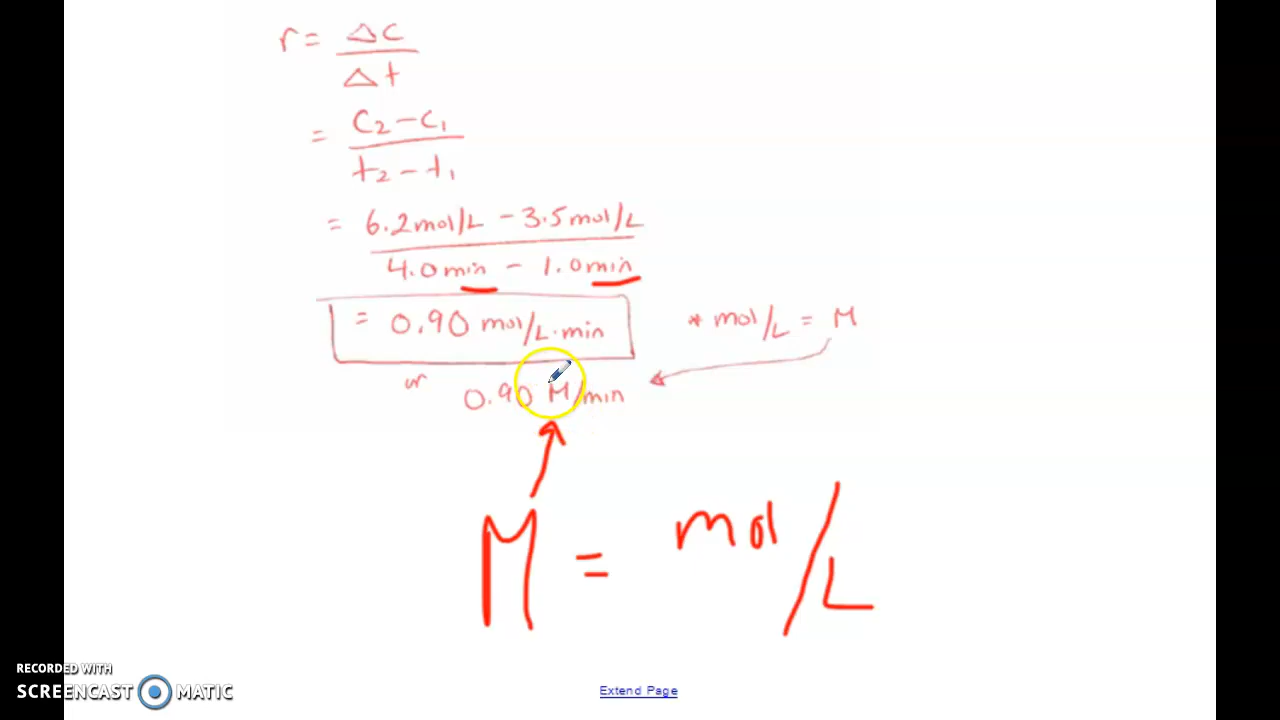 r = ΔC
Δt
= C2 - C1
t2 - t1
= 6.2 mol/L - 3.5 mol/L
4.0 min - 1.0 min
= 0.90 mol/L·min
* mol/L = M
or 0.90 M/min
M = mol/L
RECORDED WITH
SCREENCAST MATIC
Extend Page